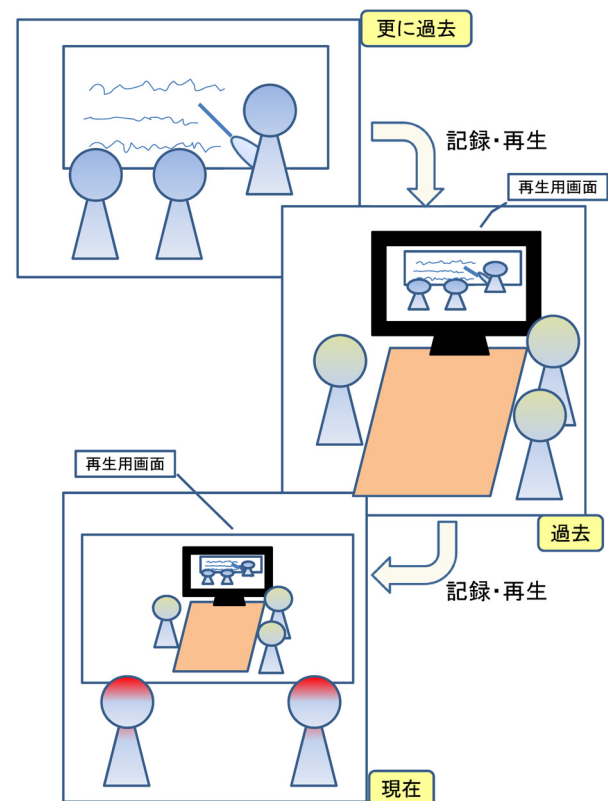 更に過去
記録・再生
再生用画面
再生用画面
過去
記録・再生
現在